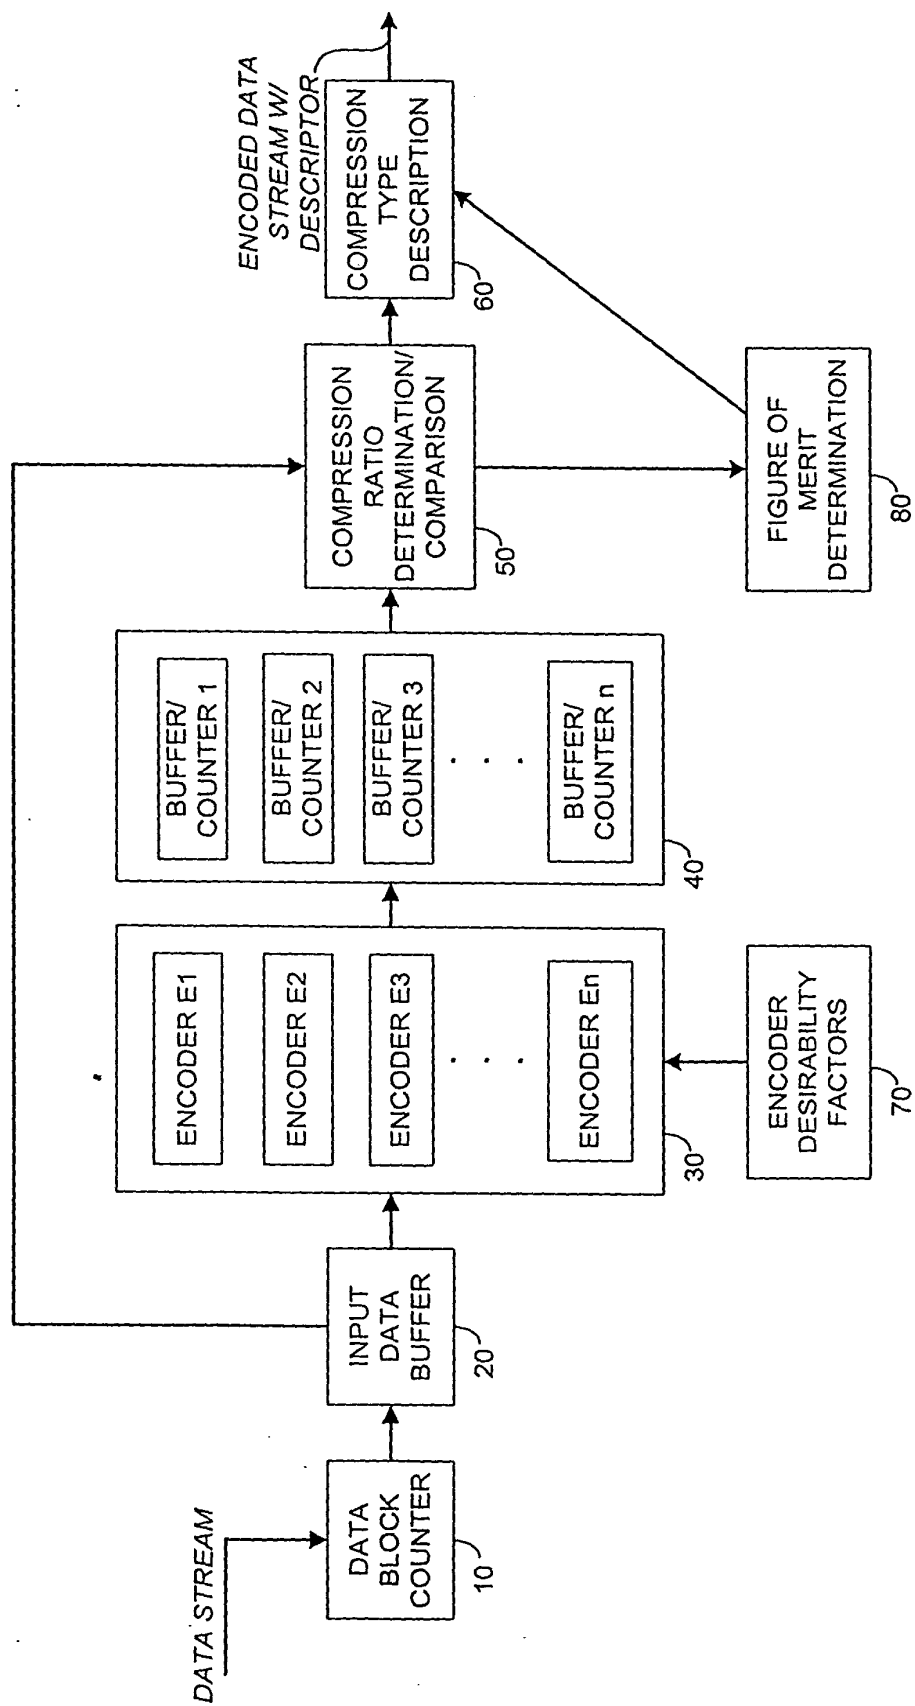 DATA STREAM
DATA
BLOCK
COUNTER
10
INPUT
DATA
BUFFER
20
ENCODER E1
ENCODER E2
ENCODER E3
. . .
ENCODER En
30
ENCODER
DESIRABILITY
FACTORS
70
BUFFER/
COUNTER 1
BUFFER/
COUNTER 2
BUFFER/
COUNTER 3
. . .
BUFFER/
COUNTER n
40
COMPRESSION
RATIO
DETERMINATION/
COMPARISON
50
FIGURE OF
MERIT
DETERMINATION
80
ENCODED DATA
STREAM W/
DESCRIPTOR
COMPRESSION
TYPE
DESCRIPTION
60